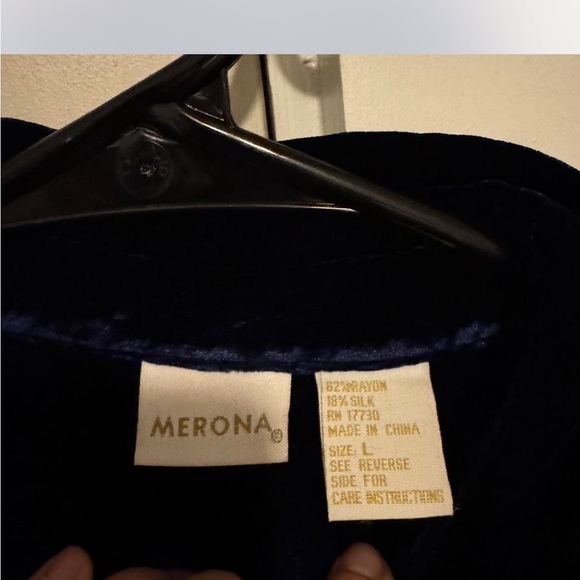 MERONA®
82% RAYON
18% SILK
RN 17730
MADE IN CHINA
SIZE: L
SEE REVERSE
SIDE FOR
CARE INSTRUCTIONS